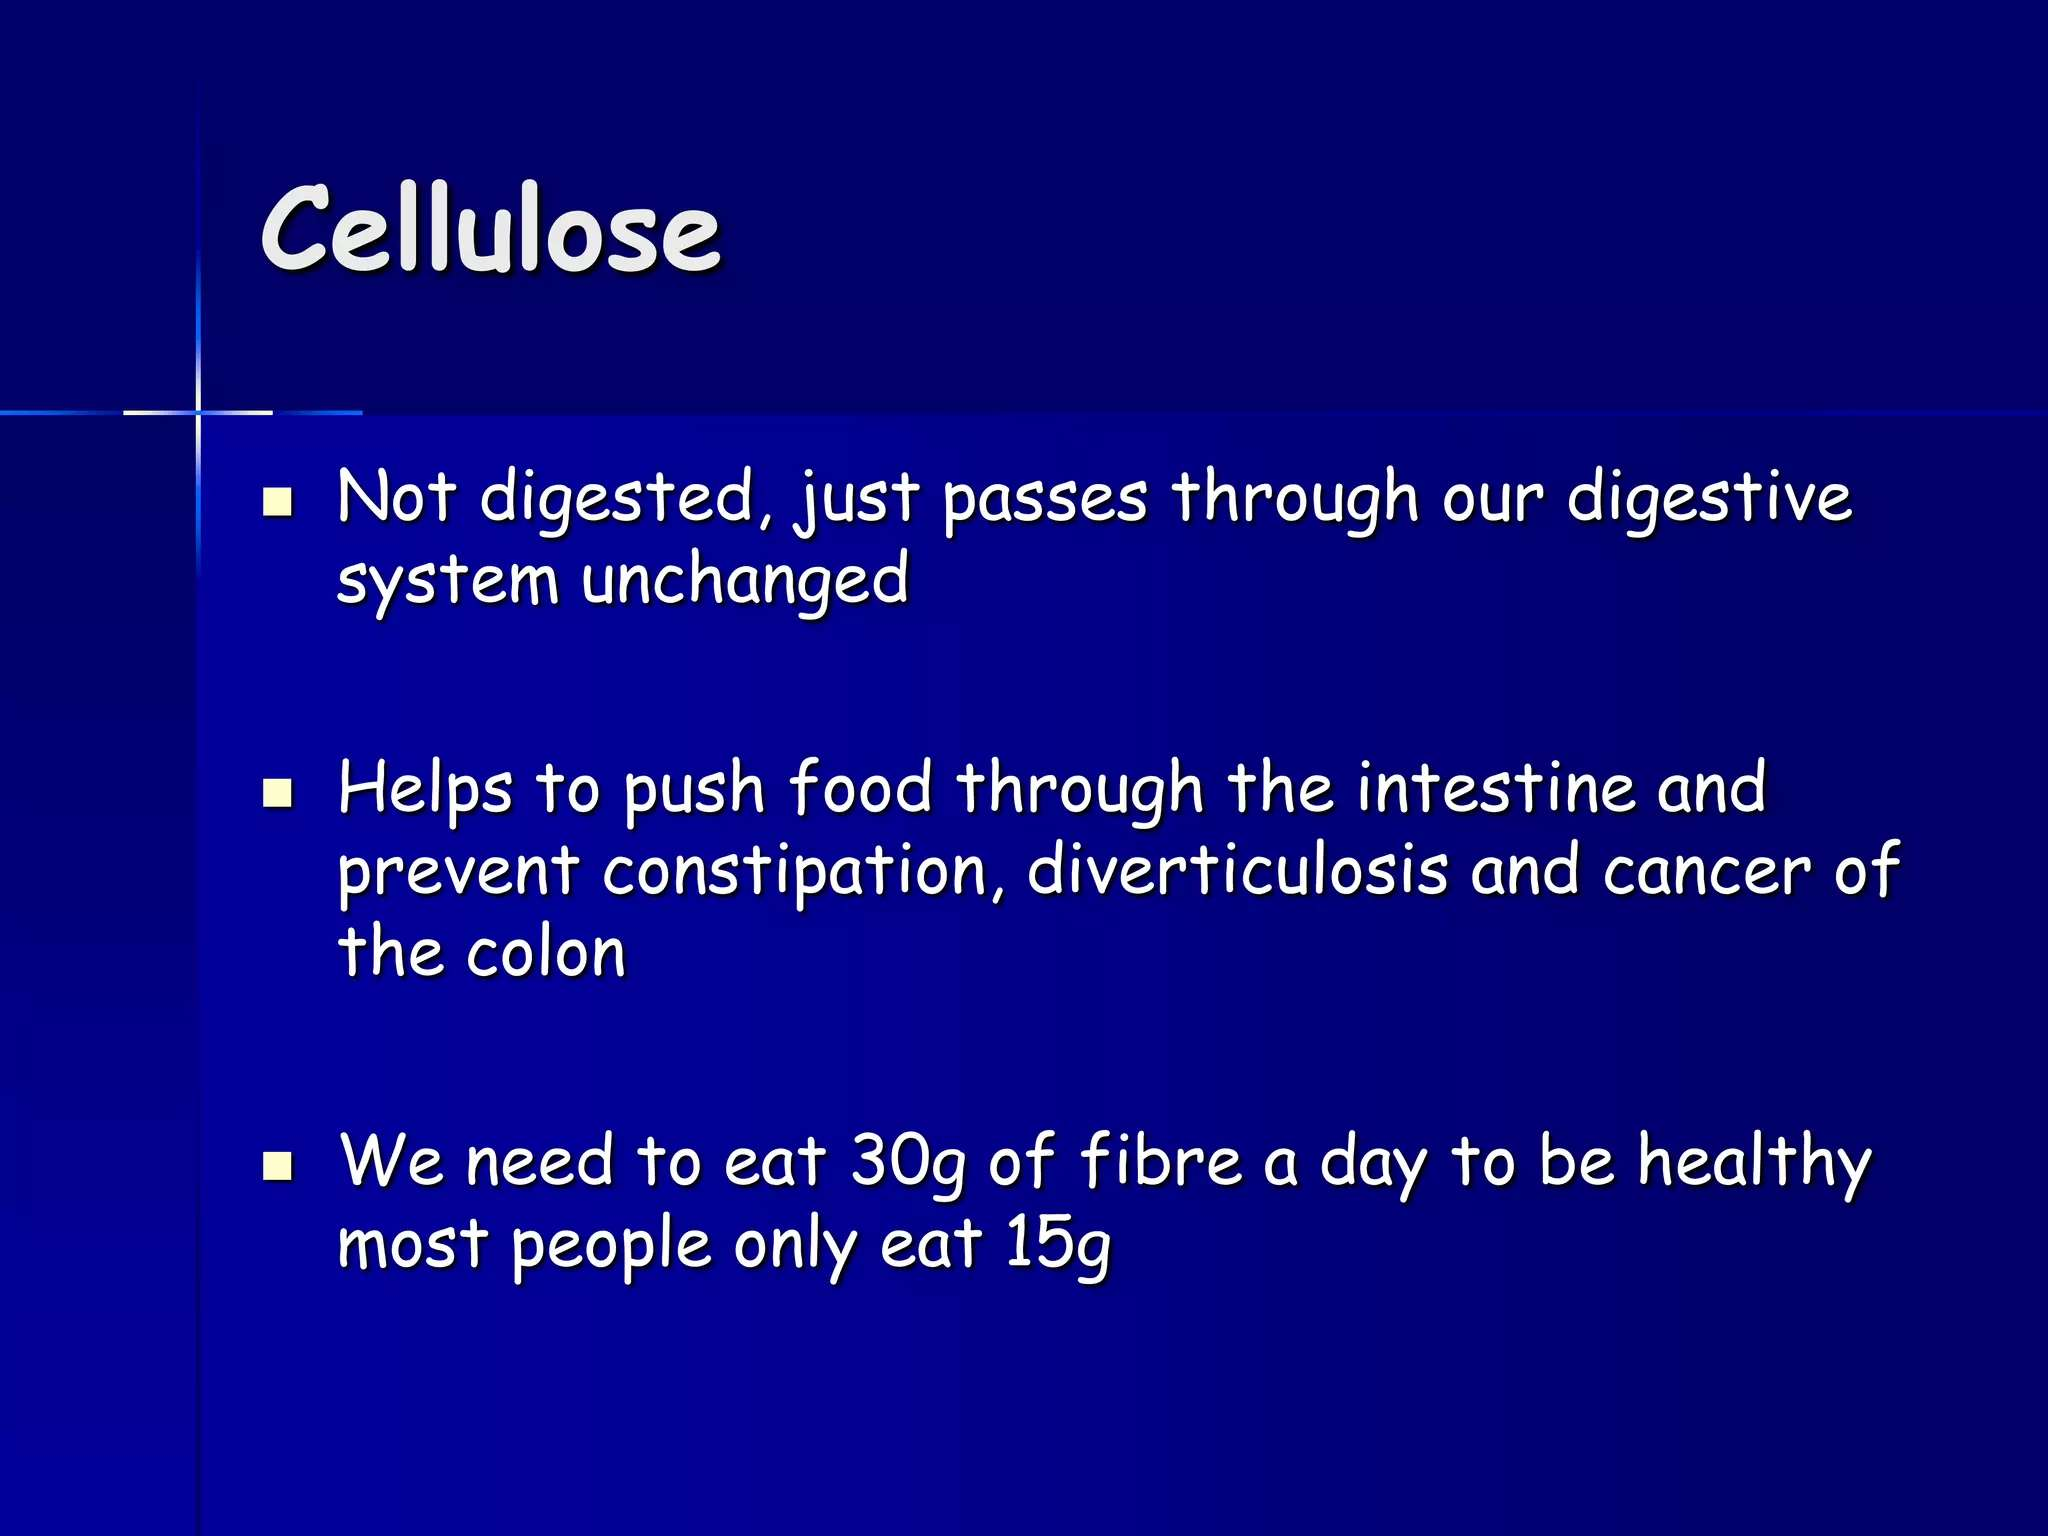 Cellulose
Not digested, just passes through our digestive
system unchanged
Helps to push food through the intestine and
prevent constipation, diverticulosis and cancer of
the colon
We need to eat 30g of fibre a day to be healthy
most people only eat 15g